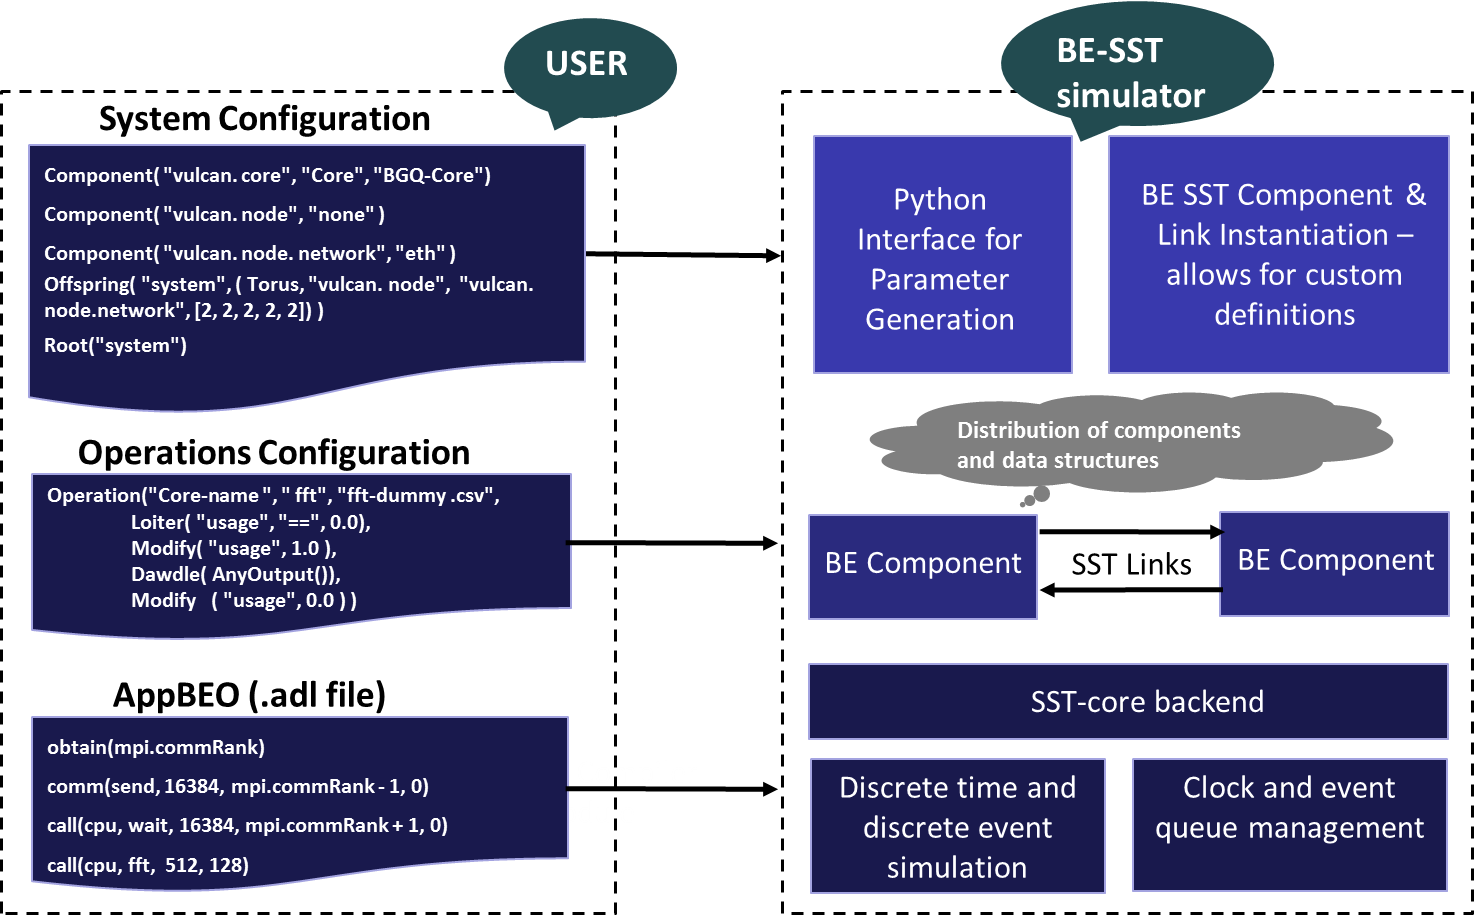 USER
System Configuration
Component( "vulcan. core", "Core", "BGQ-Core")
Component( "vulcan. node", "none" )
Component( "vulcan. node. network", "eth" )
Offspring( "system", ( Torus, "vulcan. node", "vulcan.
node.network", [2, 2, 2, 2, 2]) )
Root("system")
Operations Configuration
Operation("Core-name ", " fft", "fft-dummy .csv",
Loiter( "usage", "==", 0.0),
Modify( "usage", 1.0 ),
Dawdle( AnyOutput()),
Modify ( "usage", 0.0 ) )
AppBEO (.adl file)
obtain(mpi.commRank)
comm(send, 16384, mpi.commRank - 1, 0)
call(cpu, wait, 16384, mpi.commRank + 1, 0)
call(cpu, fft, 512, 128)
BE-SST
simulator
Python
Interface for
Parameter
Generation
BE SST Component &
Link Instantiation –
allows for custom
definitions
Distribution of components
and data structures
BE Component
SST Links
BE Component
SST-core backend
Discrete time and
discrete event
simulation
Clock and event
queue management